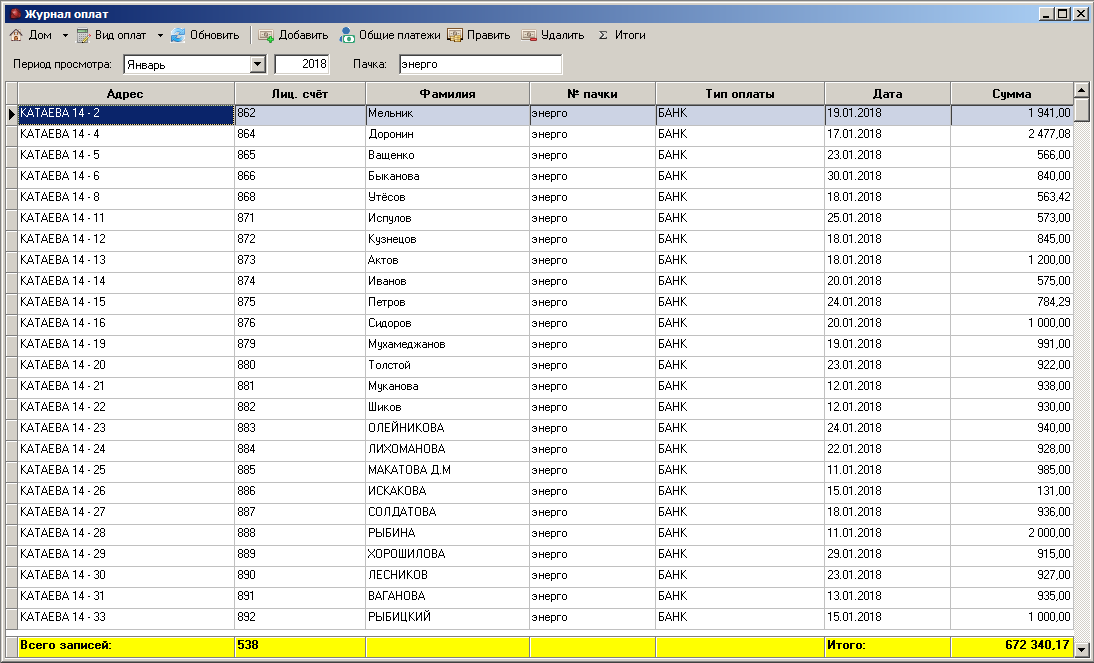 Журнал оплат
Дом Вид оплат Обновить Добавить Общие платежи Править Удалить Σ Итоги
Период просмотра: Январь 2018 Пачка: энерго
Адрес Лиц. счёт Фамилия № пачки Тип оплаты Дата Сумма
КАТАЕВА 14 - 2 862 Мельник энерго БАНК 19.01.2018 1 941,00
КАТАЕВА 14 - 4 864 Доронин энерго БАНК 17.01.2018 2 477,08
КАТАЕВА 14 - 5 865 Ващенко энерго БАНК 23.01.2018 566,00
КАТАЕВА 14 - 6 866 Быканова энерго БАНК 30.01.2018 840,00
КАТАЕВА 14 - 8 868 Утёсов энерго БАНК 18.01.2018 563,42
КАТАЕВА 14 - 11 871 Испулов энерго БАНК 25.01.2018 573,00
КАТАЕВА 14 - 12 872 Кузнецов энерго БАНК 18.01.2018 845,00
КАТАЕВА 14 - 13 873 Актов энерго БАНК 18.01.2018 1 200,00
КАТАЕВА 14 - 14 874 Иванов энерго БАНК 20.01.2018 575,00
КАТАЕВА 14 - 15 875 Петров энерго БАНК 24.01.2018 784,29
КАТАЕВА 14 - 16 876 Сидоров энерго БАНК 20.01.2018 1 000,00
КАТАЕВА 14 - 19 879 Мухамеджанов энерго БАНК 19.01.2018 991,00
КАТАЕВА 14 - 20 880 Толстой энерго БАНК 23.01.2018 922,00
КАТАЕВА 14 - 21 881 Муканова энерго БАНК 12.01.2018 938,00
КАТАЕВА 14 - 22 882 Шиков энерго БАНК 12.01.2018 930,00
КАТАЕВА 14 - 23 883 ОЛЕЙНИКОВА энерго БАНК 24.01.2018 940,00
КАТАЕВА 14 - 24 884 ЛИХОМАНОВА энерго БАНК 22.01.2018 928,00
КАТАЕВА 14 - 25 885 МАКАТОВА Д.М энерго БАНК 11.01.2018 985,00
КАТАЕВА 14 - 26 886 ИСКАКОВА энерго БАНК 15.01.2018 131,00
КАТАЕВА 14 - 27 887 СОЛДАТОВА энерго БАНК 18.01.2018 936,00
КАТАЕВА 14 - 28 888 РЫБИНА энерго БАНК 11.01.2018 2 000,00
КАТАЕВА 14 - 29 889 ХОРОШИЛОВА энерго БАНК 29.01.2018 915,00
КАТАЕВА 14 - 30 890 ЛЕСНИКОВ энерго БАНК 23.01.2018 927,00
КАТАЕВА 14 - 31 891 ВАГАНОВА энерго БАНК 13.01.2018 935,00
КАТАЕВА 14 - 33 892 РЫБИЦКИЙ энерго БАНК 15.01.2018 1 000,00
Всего записей: 538 Итого: 672 340,17